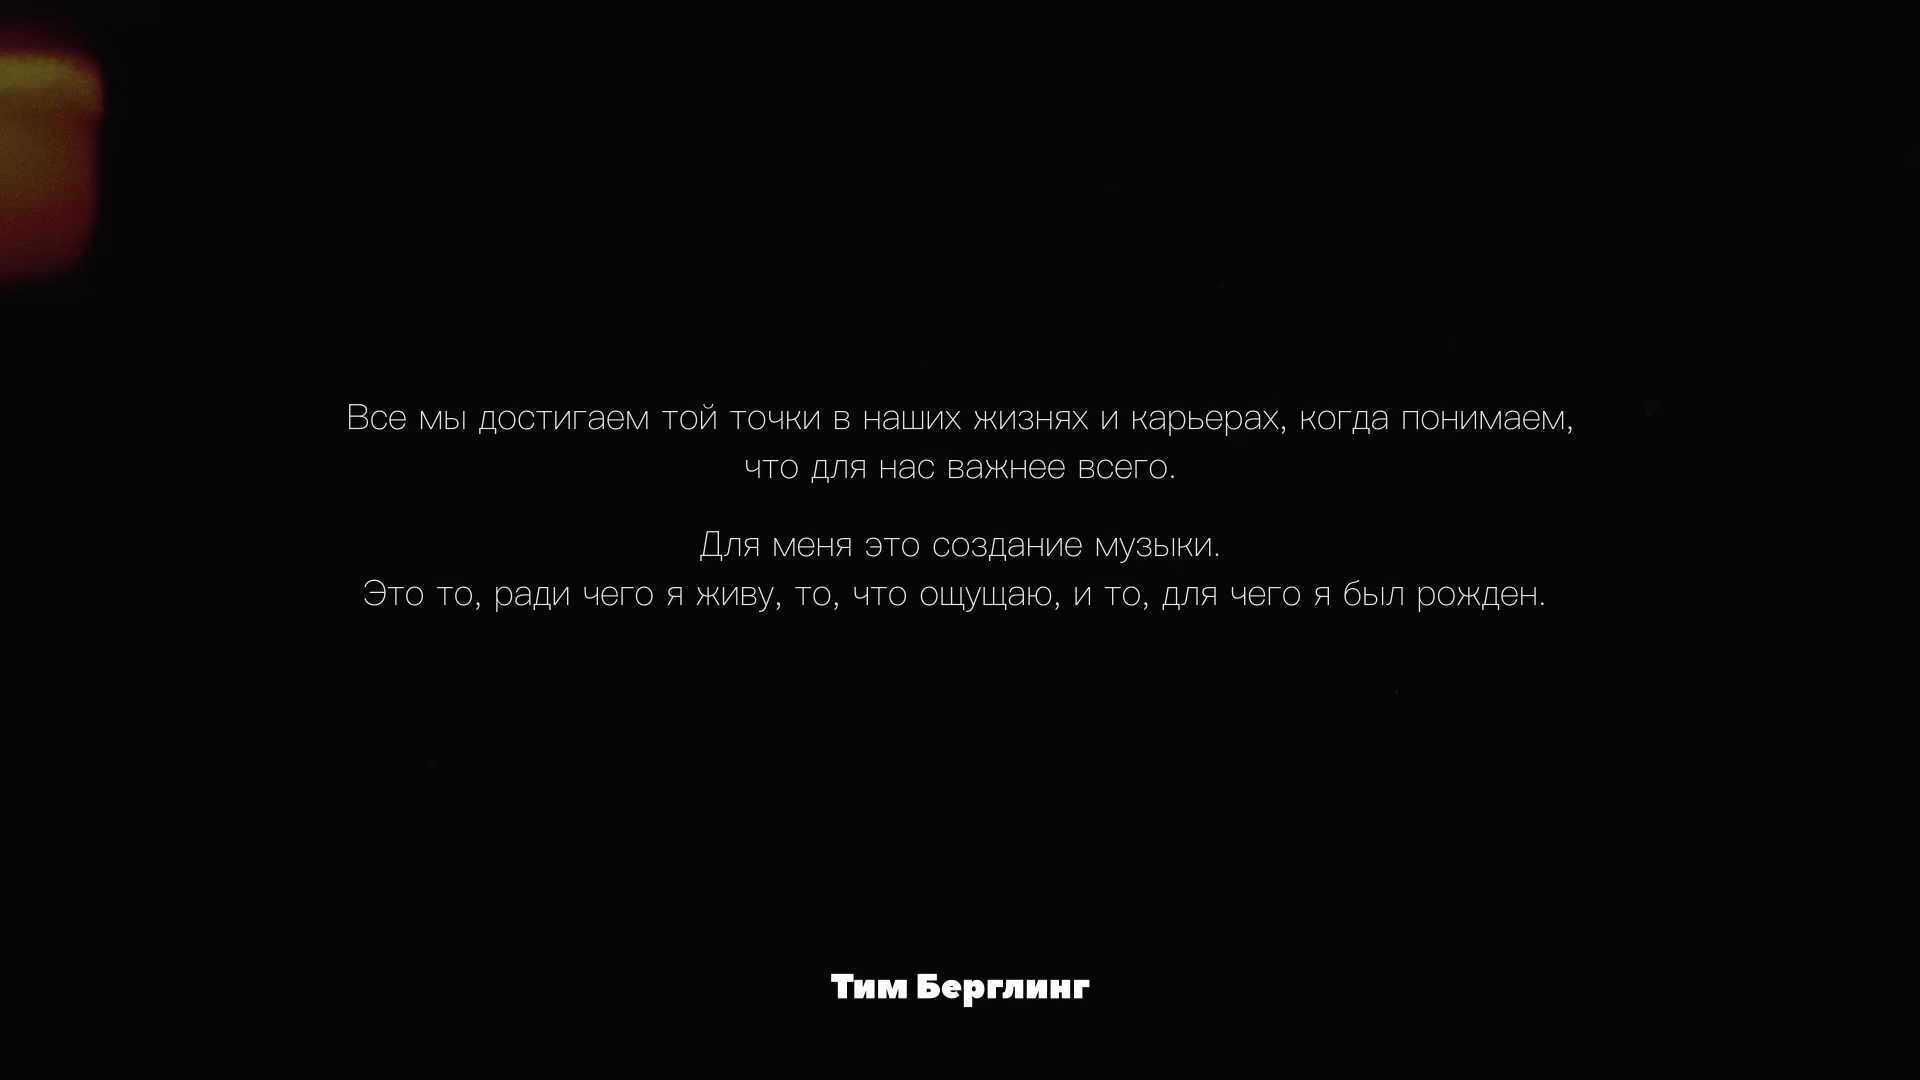 Все мы достигаем той точки в наших жизнях и карьерах, когда понимаем,
что для нас важнее всего.
Для меня это создание музыки.
Это то, ради чего я живу, то, что ощущаю, и то, для чего я был рожден.
Тим Берглинг